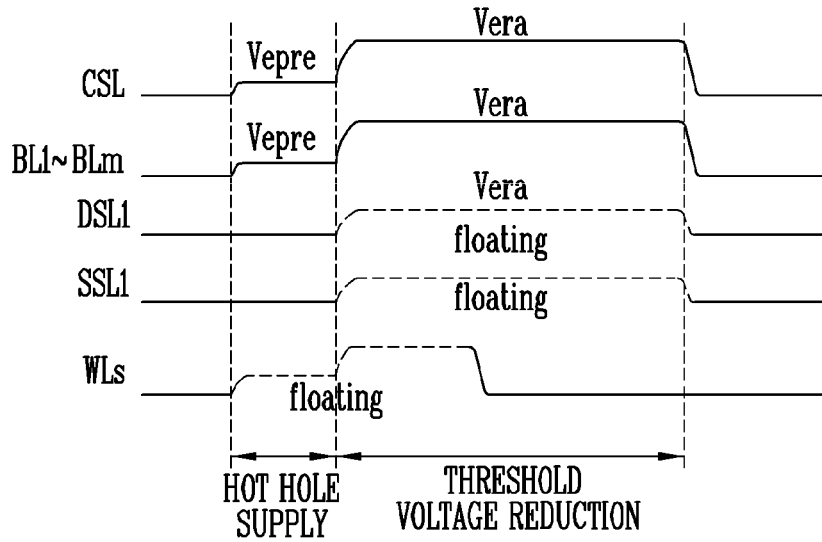 Vera
Vepre
CSL
Vera
Vepre
BL1~BLm
Vera
DSL1
floating
SSL1
floating
WLs
floating
HOT HOLE
SUPPLY
THRESHOLD
VOLTAGE REDUCTION